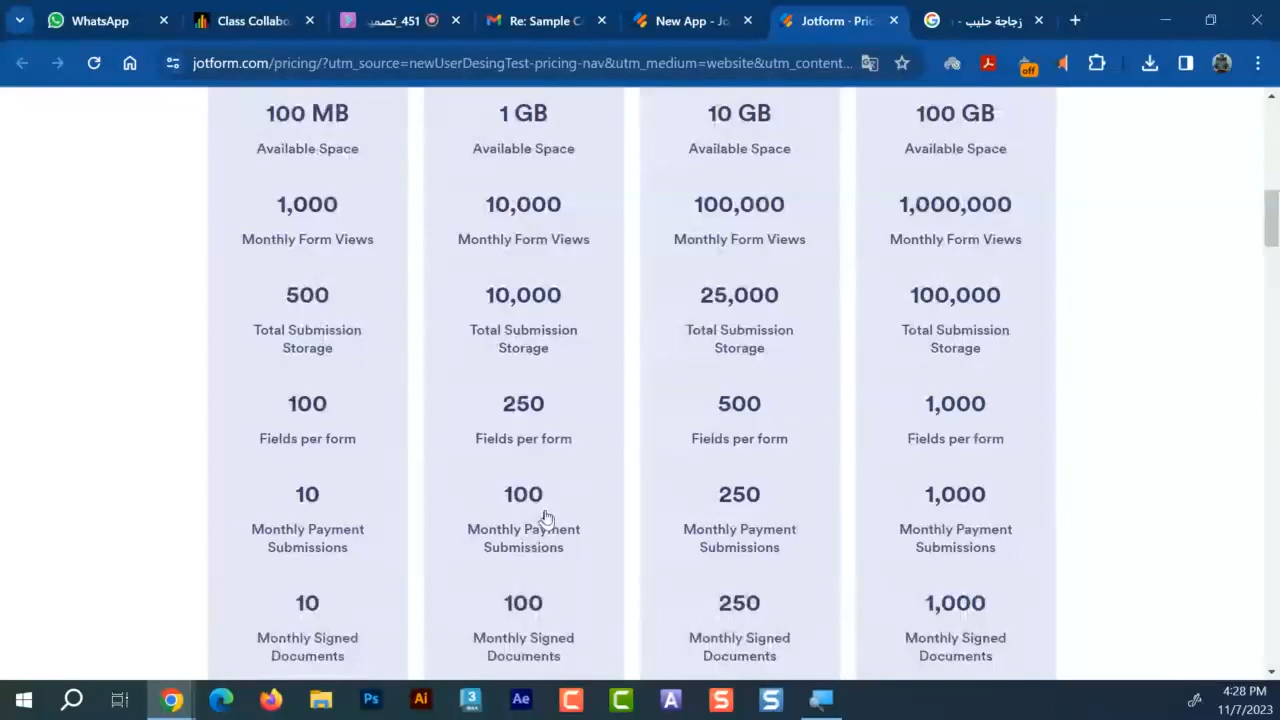 WhatsApp
Class Collabo
451_تصمي
Re: Sample C
New App - Jo
Jotform · Pric
زجاجة حليب -
jotform.com/pricing/?utm_source=newUserDesingTest-pricing-nav&utm_medium=website&utm_content...
off
100 MB 1 GB 10 GB 100 GB
Available Space Available Space Available Space Available Space
1,000 10,000 100,000 1,000,000
Monthly Form Views Monthly Form Views Monthly Form Views Monthly Form Views
500 10,000 25,000 100,000
Total Submission Total Submission Total Submission Total Submission
Storage Storage Storage Storage
100 250 500 1,000
Fields per form Fields per form Fields per form Fields per form
10 100 250 1,000
Monthly Payment Monthly Payment Monthly Payment Monthly Payment
Submissions Submissions Submissions Submissions
10 100 250 1,000
Monthly Signed Monthly Signed Monthly Signed Monthly Signed
Documents Documents Documents Documents
Ps
Ai
3
Ae
C
C
A
S
S
4:28 PM
11/7/2023